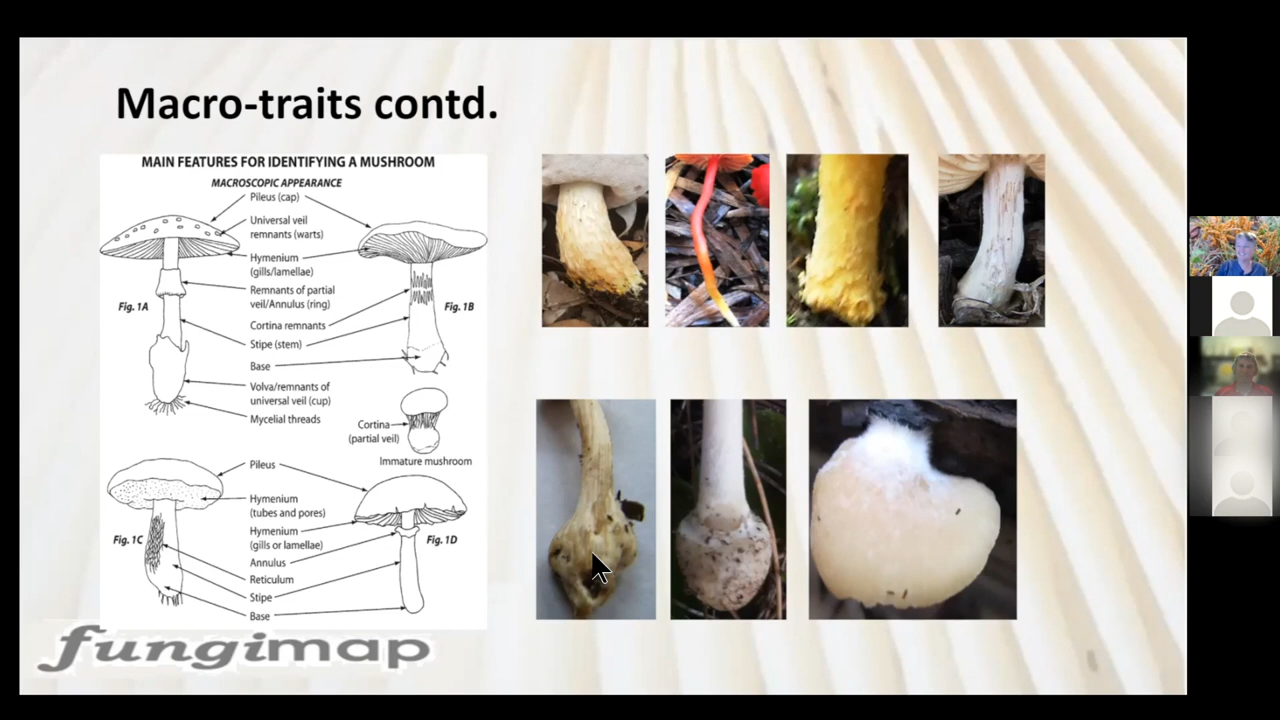 Macro-traits contd.
MAIN FEATURES FOR IDENTIFYING A MUSHROOM
MACROSCOPIC APPEARANCE
Pileus (cap)
Universal veil
remnants (warts)
Hymenium
(gills/lamellae)
Remnants of partial
veil/Annulus (ring)
Fig. 1A
Fig. 1B
Cortina remnants
Stipe (stem)
Base
Volva/remnants of
universal veil (cup)
Mycelial threads
Cortina
(partial veil)
Immature mushroom
Pileus
Hymenium
(tubes and pores)
Hymenium
(gills or lamellae)
Fig. 1C
Fig. 1D
Annulus
Reticulum
Stipe
Base
fungimap